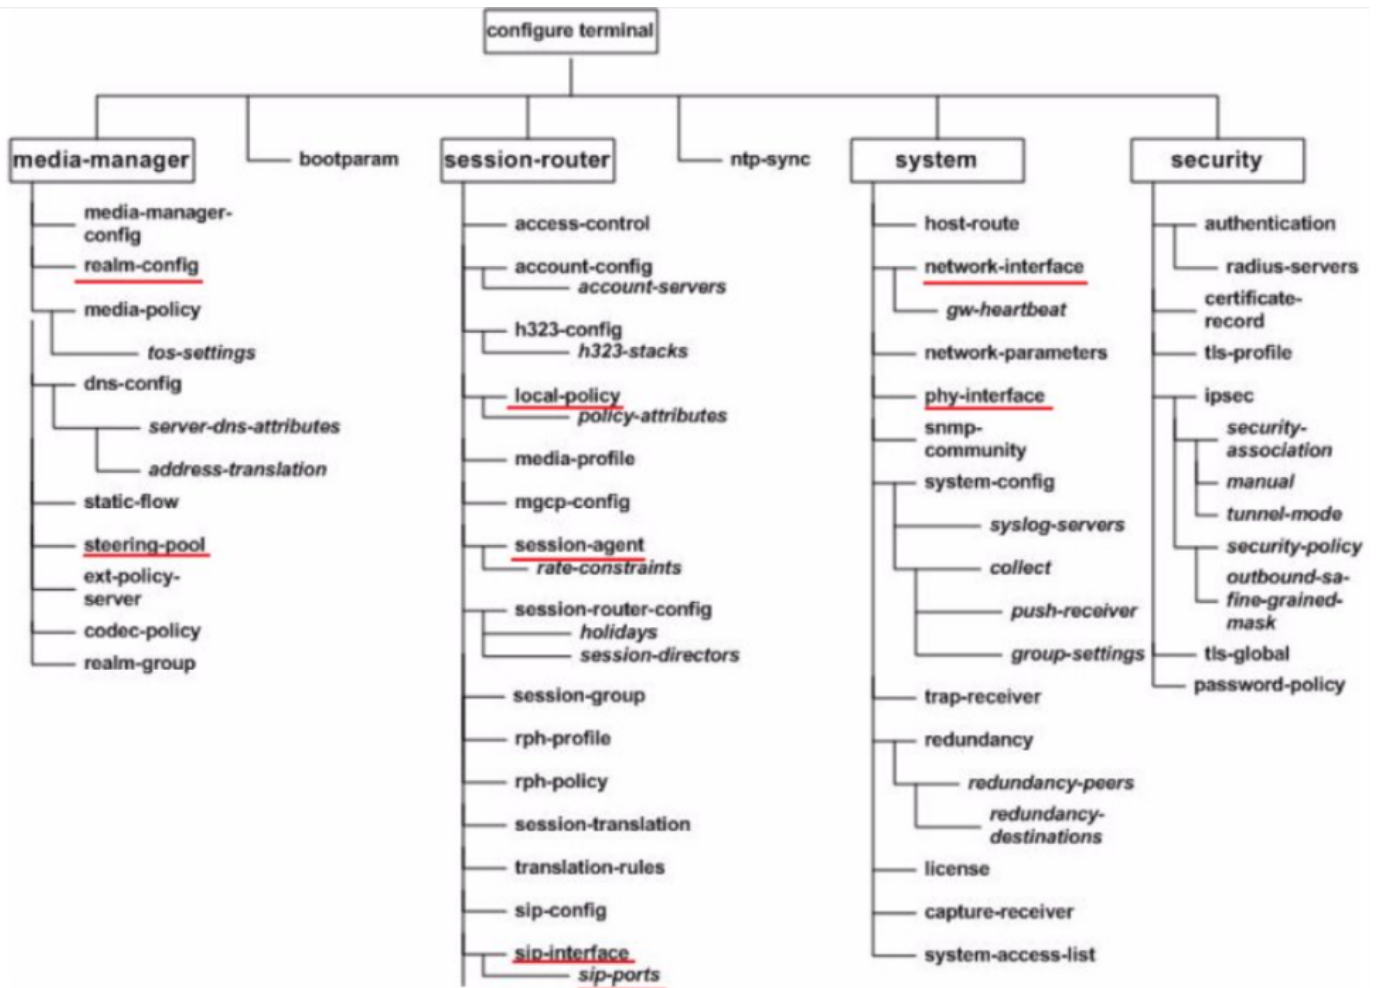 configure terminal
media-manager
bootparam
session-router
ntp-sync
system
security
media-manager-
config
realm-config
media-policy
tos-settings
dns-config
server-dns-attributes
address-translation
static-flow
steering-pool
ext-policy-
server
codec-policy
realm-group
access-control
account-config
account-servers
h323-config
h323-stacks
local-policy
policy-attributes
media-profile
mgcp-config
session-agent
rate-constraints
session-router-config
holidays
session-directors
session-group
rph-profile
rph-policy
session-translation
translation-rules
sip-config
sip-interface
sip-ports
host-route
network-interface
gw-heartbeat
network-parameters
phy-interface
snmp-
community
system-config
syslog-servers
collect
push-receiver
group-settings
trap-receiver
redundancy
redundancy-peers
redundancy-
destinations
license
capture-receiver
system-access-list
authentication
radius-servers
certificate-
record
tls-profile
ipsec
security-
association
manual
tunnel-mode
security-policy
outbound-sa-
fine-grained-
mask
tls-global
password-policy